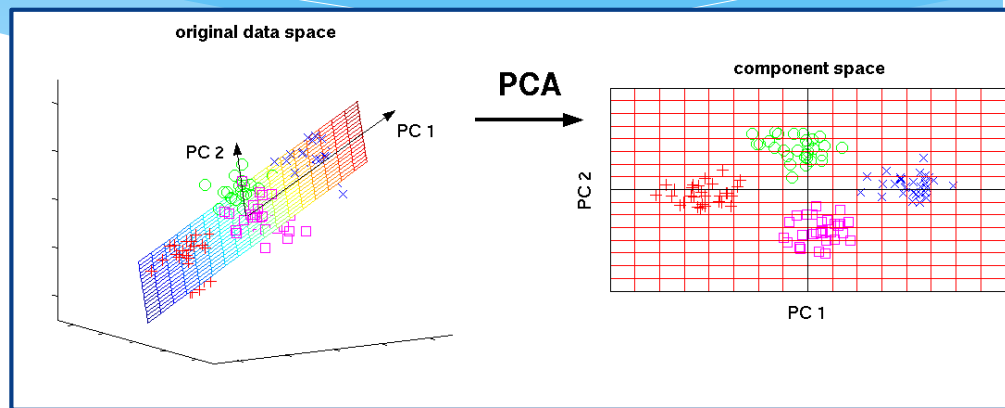 original data space
PC 1
PC 2
PCA
component space
PC 2
PC 1